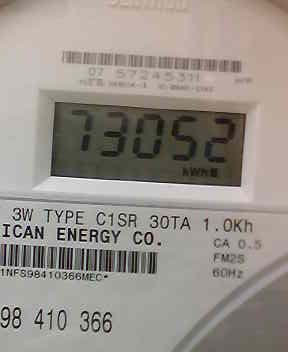 07 57245311
73052
kWh
3W TYPE C1SR 30TA 1.0Kh
ICAN ENERGY CO.
CA 0.5
FM2S
60Hz
1NFS98410366MEC*
98 410 366